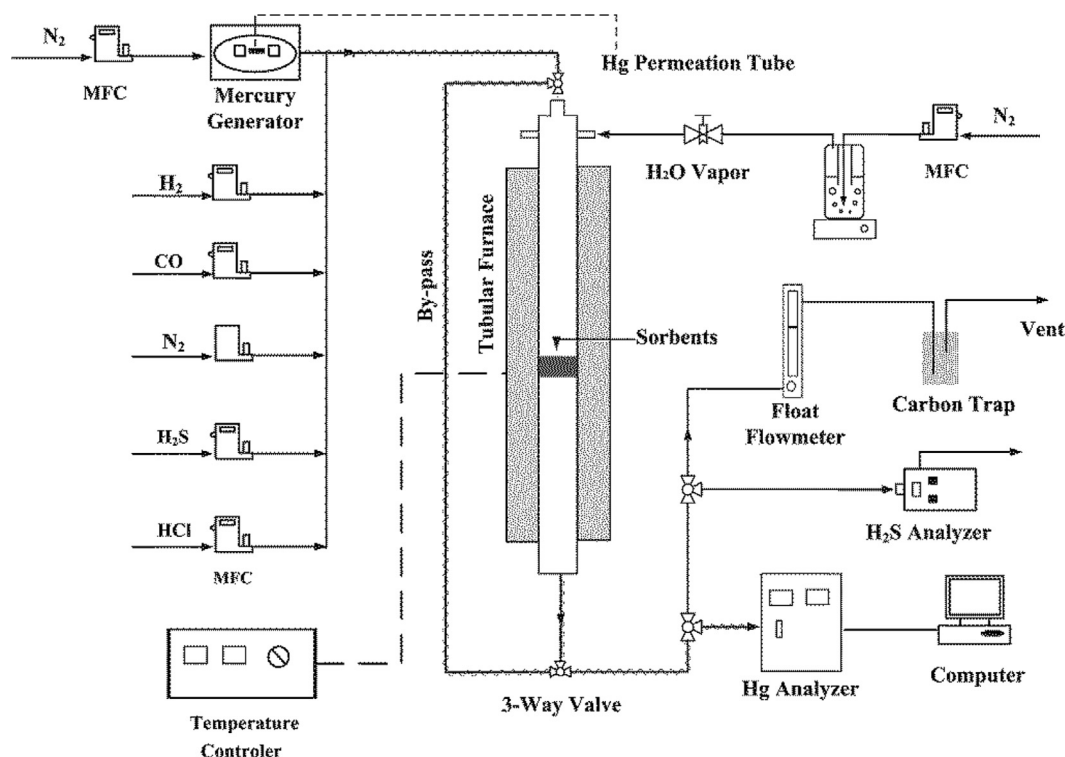 N2
MFC
Mercury
Generator
Hg Permeation Tube
N2
MFC
H2O Vapor
H2
CO
N2
H2S
HCl
MFC
By-pass
Tubular Furnace
Sorbents
Vent
Float
Flowmeter
Carbon Trap
H2S Analyzer
Hg Analyzer
Computer
3-Way Valve
Temperature
Controler